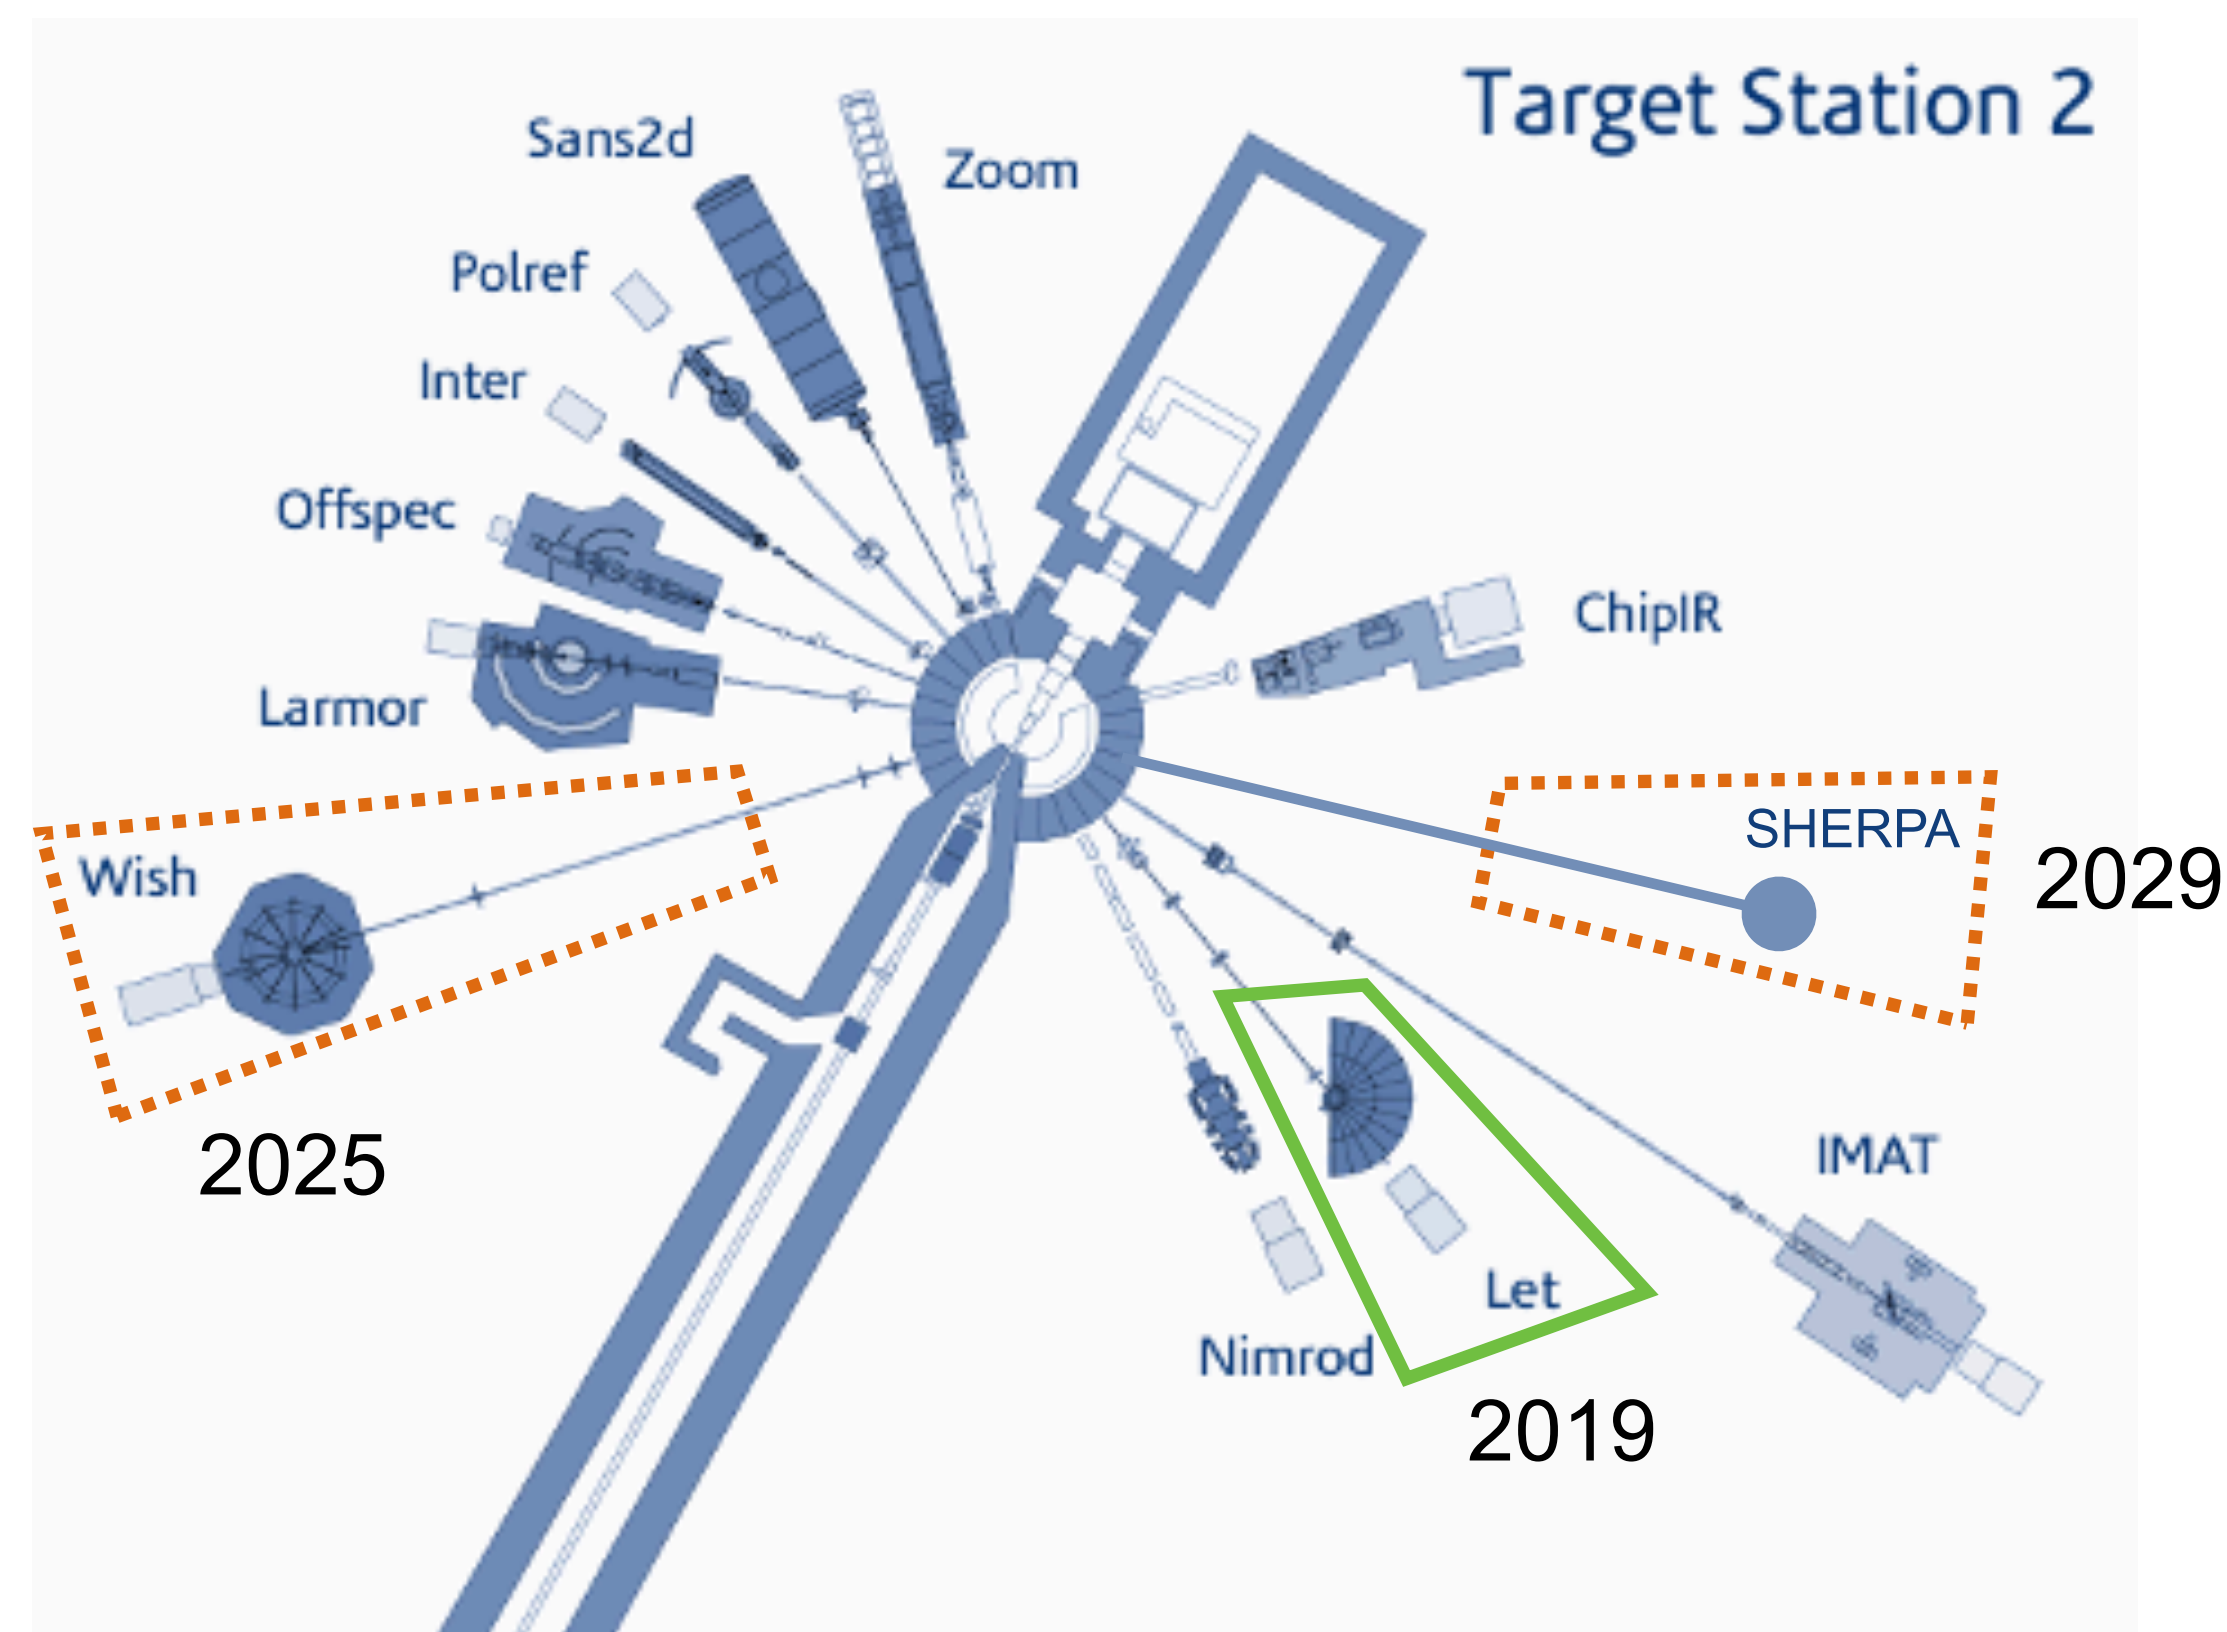 Target Station 2
Sans2d
Zoom
Polref
Inter
Offspec
ChipIR
Larmor
SHERPA
2029
Wish
2025
IMAT
Let
Nimrod
2019